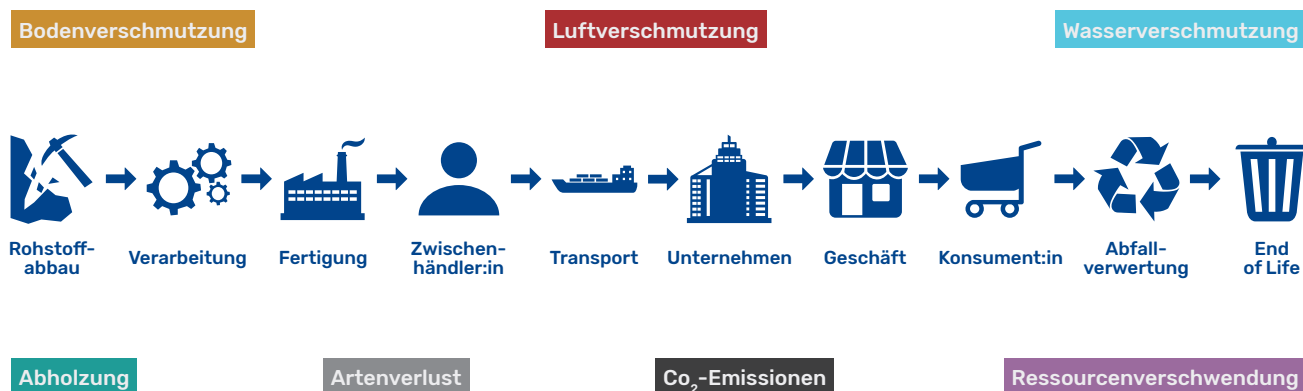 Bodenverschmutzung
Luftverschmutzung
Wasserverschmutzung
Rohstoff-
abbau
Verarbeitung
Fertigung
Zwischen-
händler:in
Transport
Unternehmen
Geschäft
Konsument:in
Abfall-
verwertung
End
of Life
Abholzung
Artenverlust
Co₂-Emissionen
Ressourcenverschwendung